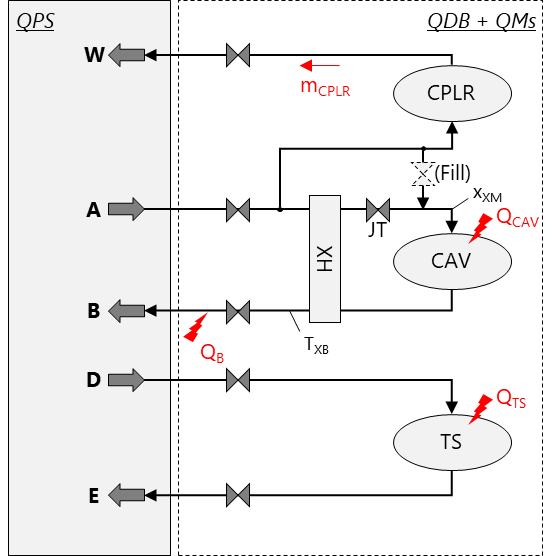 QPS
QDB + QMs
W
mCPLR
CPLR
(Fill)
A
xXM
QCAV
JT
HX
CAV
B
TXB
QB
D
QTS
TS
E